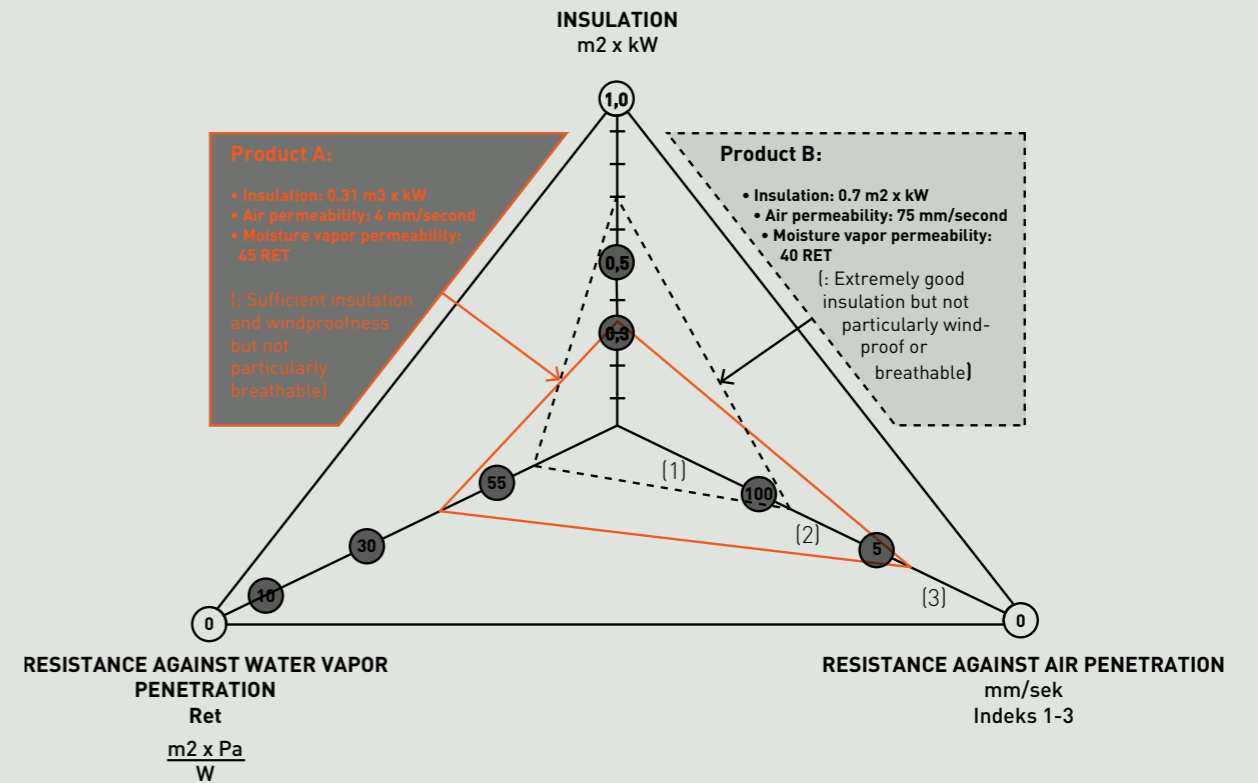 INSULATION
m2 x kW
1,0
Product A:
• Insulation: 0.31 m3 x kW
• Air permeability: 4 mm/second
• Moisture vapor permeability:
45 RET
(: Sufficient insulation
and windproofness
but not
particularly
breathable)
Product B:
• Insulation: 0.7 m2 x kW
• Air permeability: 75 mm/second
• Moisture vapor permeability:
40 RET
(: Extremely good
insulation but not
particularly wind-
proof or
breathable)
0,5
0,3
55
30
10
0
(1)
100
(2)
5
(3)
0
RESISTANCE AGAINST WATER VAPOR
PENETRATION
Ret
m2 x Pa
W
RESISTANCE AGAINST AIR PENETRATION
mm/sek
Indeks 1-3